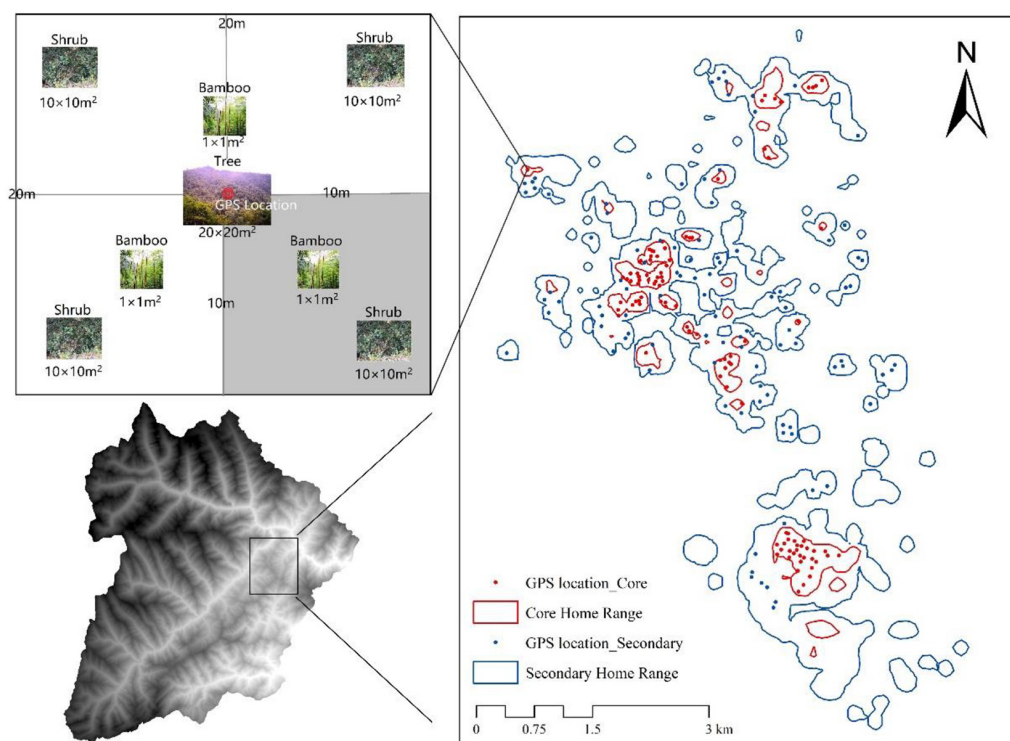 20m
Shrub
Shrub
10×10m²
10×10m²
Bamboo
1×1m²
Tree
20m
10m
GPS Location
20×20m²
Bamboo
Bamboo
1×1m²
1×1m²
10m
Shrub
Shrub
10×10m²
10×10m²
N
GPS location_Core
Core Home Range
GPS location_Secondary
Secondary Home Range
0 0.75 1.5 3 km